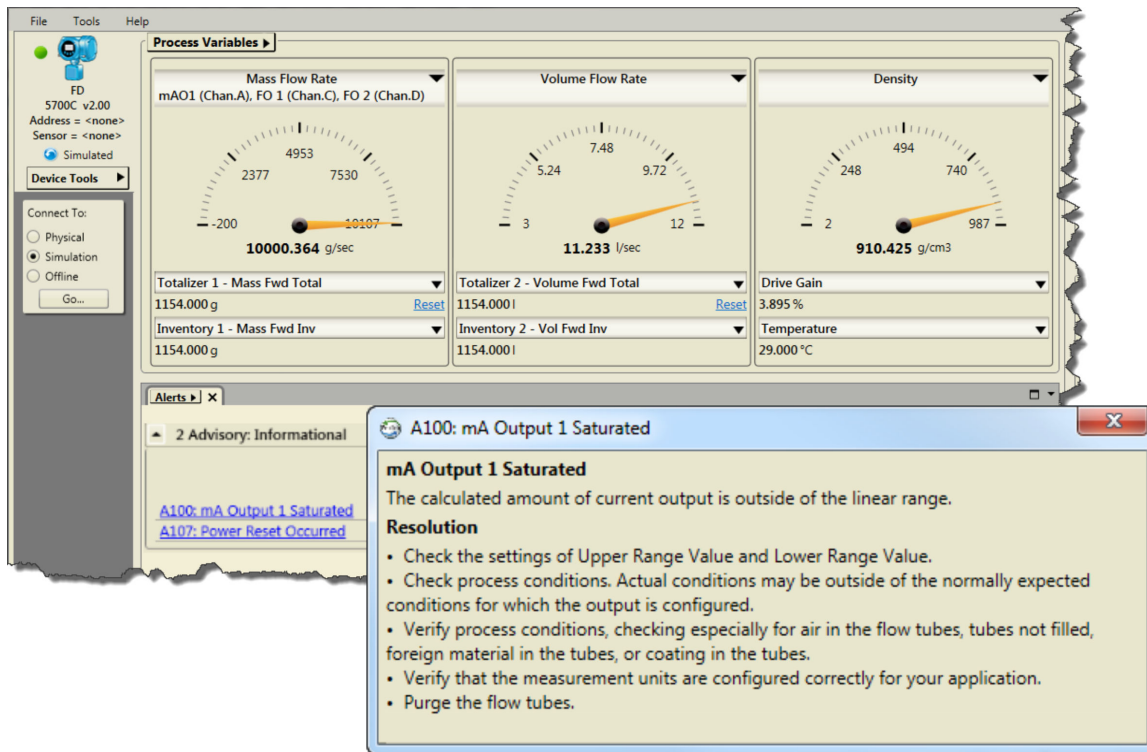 File Tools Help
FD
5700C v2.00
Address = <none>
Sensor = <none>
Simulated
Device Tools
Connect To:
Physical
Simulation
Offline
Go...
Process Variables
Mass Flow Rate
mAO1 (Chan.A), FO 1 (Chan.C), FO 2 (Chan.D)
4953
2377 7530
-200 10107
10000.364 g/sec
Totalizer 1 - Mass Fwd Total
1154.000 g Reset
Inventory 1 - Mass Fwd Inv
1154.000 g
Volume Flow Rate
7.48
5.24 9.72
3 12
11.233 l/sec
Totalizer 2 - Volume Fwd Total
1154.000 l Reset
Inventory 2 - Vol Fwd Inv
1154.000 l
Density
494
248 740
2 987
910.425 g/cm3
Drive Gain
3.895 %
Temperature
29.000 °C
Alerts X
2 Advisory: Informational
A100: mA Output 1 Saturated
A107: Power Reset Occurred
A100: mA Output 1 Saturated
mA Output 1 Saturated
The calculated amount of current output is outside of the linear range.
Resolution
• Check the settings of Upper Range Value and Lower Range Value.
• Check process conditions. Actual conditions may be outside of the normally expected
conditions for which the output is configured.
• Verify process conditions, checking especially for air in the flow tubes, tubes not filled,
foreign material in the tubes, or coating in the tubes.
• Verify that the measurement units are configured correctly for your application.
• Purge the flow tubes.